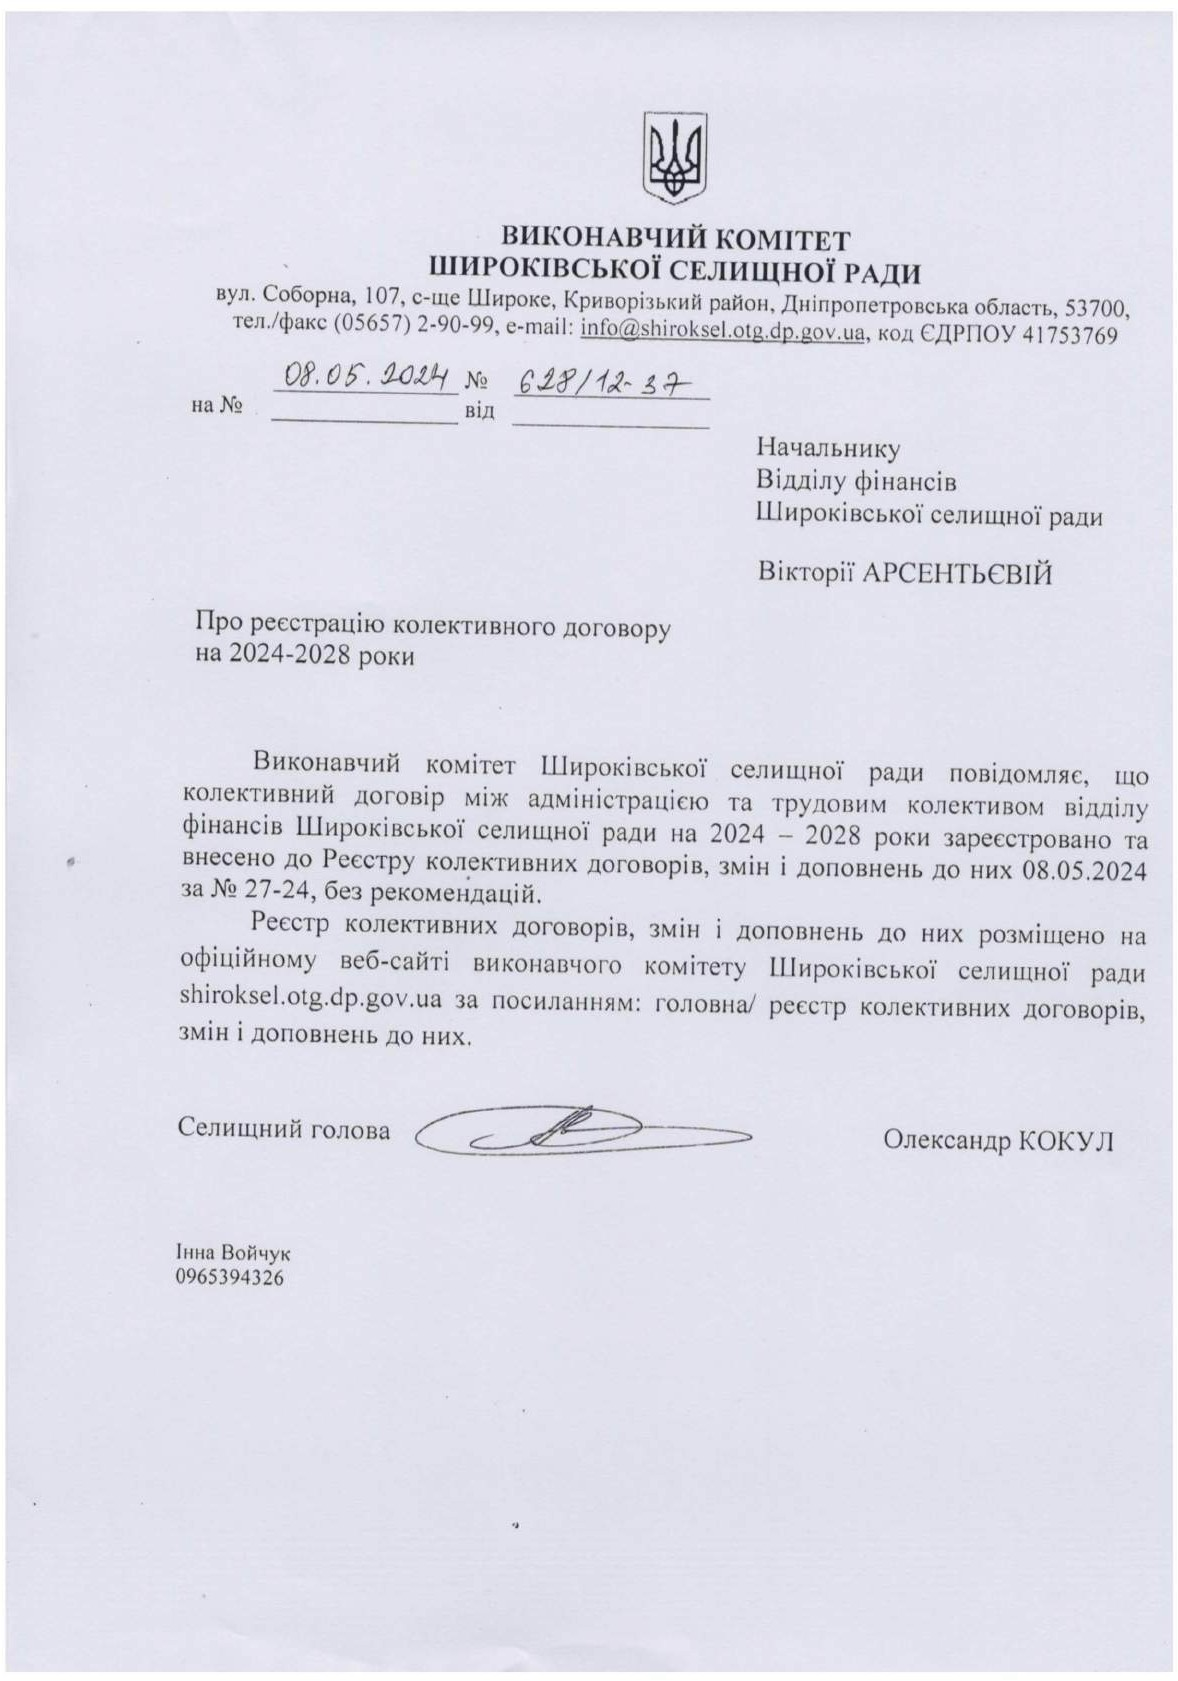 ВИКОНАВЧИЙ КОМІТЕТ
ШИРОКІВСЬКОЇ СЕЛИЩНОЇ РАДИ
вул. Соборна, 107, с-ще Широке, Криворізький район, Дніпропетровська область, 53700,
тел./факс (05657) 2-90-99, e-mail: info@shiroksel.otg.dp.gov.ua, код ЄДРПОУ 41753769
08.05.2024 № 628/12-37
на № від
Начальнику
Відділу фінансів
Широківської селищної ради
Вікторії АРСЕНТЬЄВІЙ
Про реєстрацію колективного договору
на 2024-2028 роки
Виконавчий комітет Широківської селищної ради повідомляє, що
колективний договір між адміністрацією та трудовим колективом відділу
фінансів Широківської селищної ради на 2024 – 2028 роки зареєстровано та
внесено до Реєстру колективних договорів, змін і доповнень до них 08.05.2024
за № 27-24, без рекомендацій.
Реєстр колективних договорів, змін і доповнень до них розміщено на
офіційному веб-сайті виконавчого комітету Широківської селищної ради
shiroksel.otg.dp.gov.ua за посиланням: головна/ реєстр колективних договорів,
змін і доповнень до них.
Селищний голова Олександр КОКУЛ
Інна Войчук
0965394326